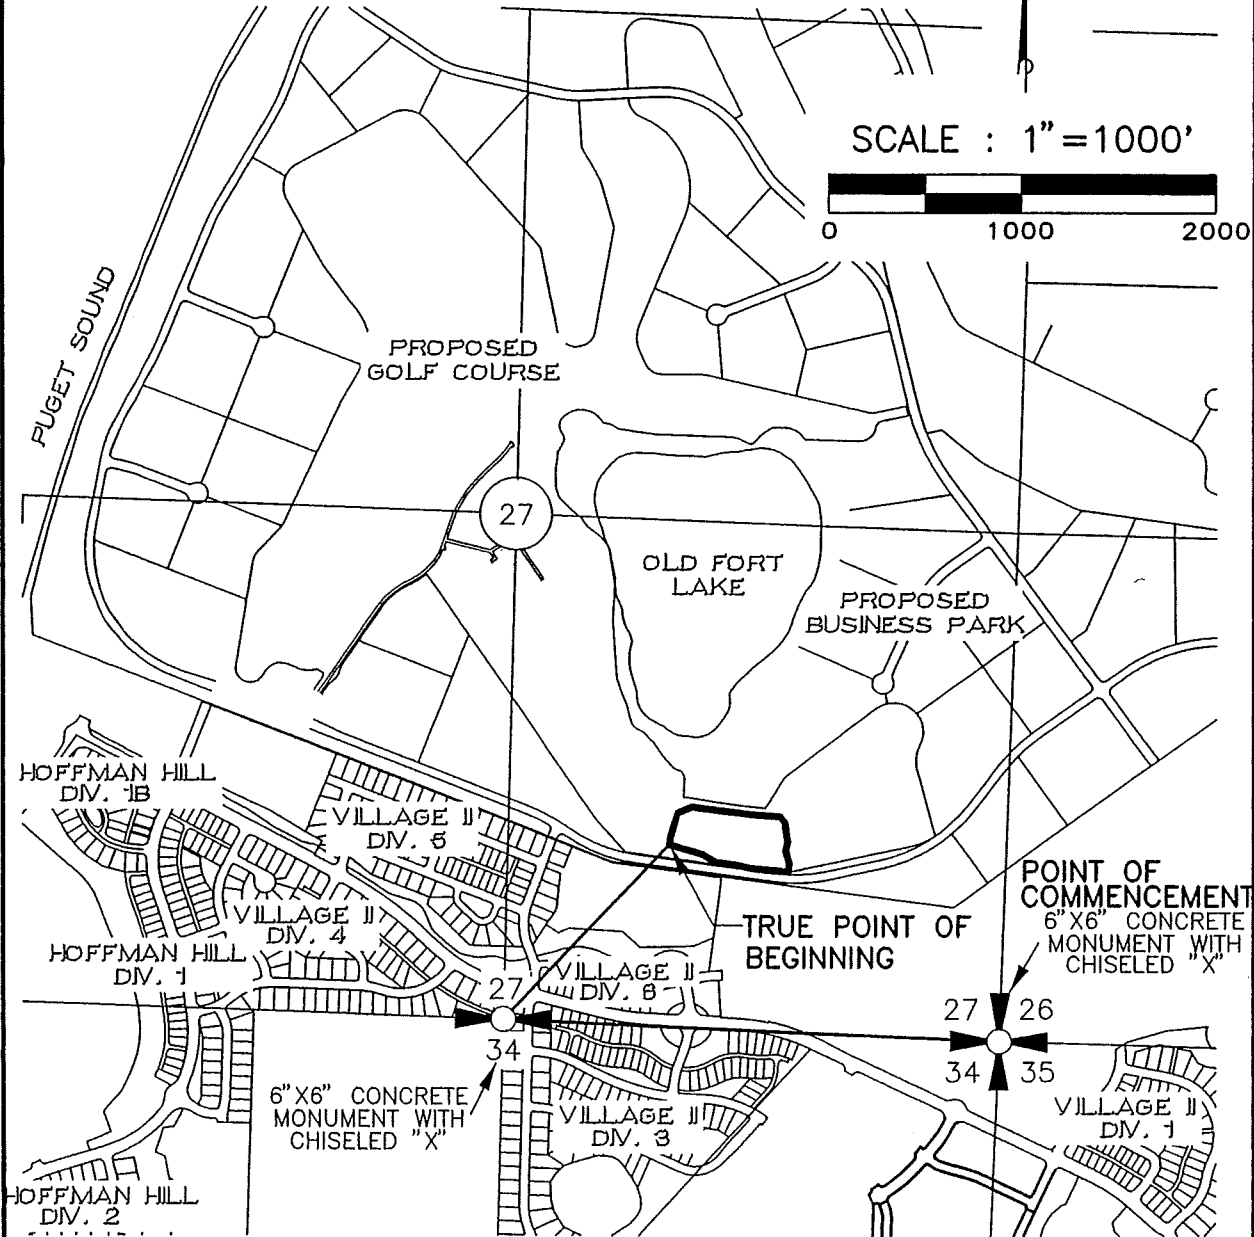 SCALE : 1"=1000'
0 1000 2000
PUGET SOUND
PROPOSED
GOLF COURSE
27
OLD FORT
LAKE
PROPOSED
BUSINESS PARK
HOFFMAN HILL
DIV. 1B
VILLAGE II
DIV. 5
VILLAGE II
DIV. 4
HOFFMAN HILL
DIV. 1
TRUE POINT OF
BEGINNING
POINT OF
COMMENCEMENT
6"X6" CONCRETE
MONUMENT WITH
CHISELED "X"
VILLAGE II
DIV. 6
27
34
27 26
34 35
6"X6" CONCRETE
MONUMENT WITH
CHISELED "X"
VILLAGE II
DIV. 3
VILLAGE II
DIV. 1
HOFFMAN HILL
DIV. 2